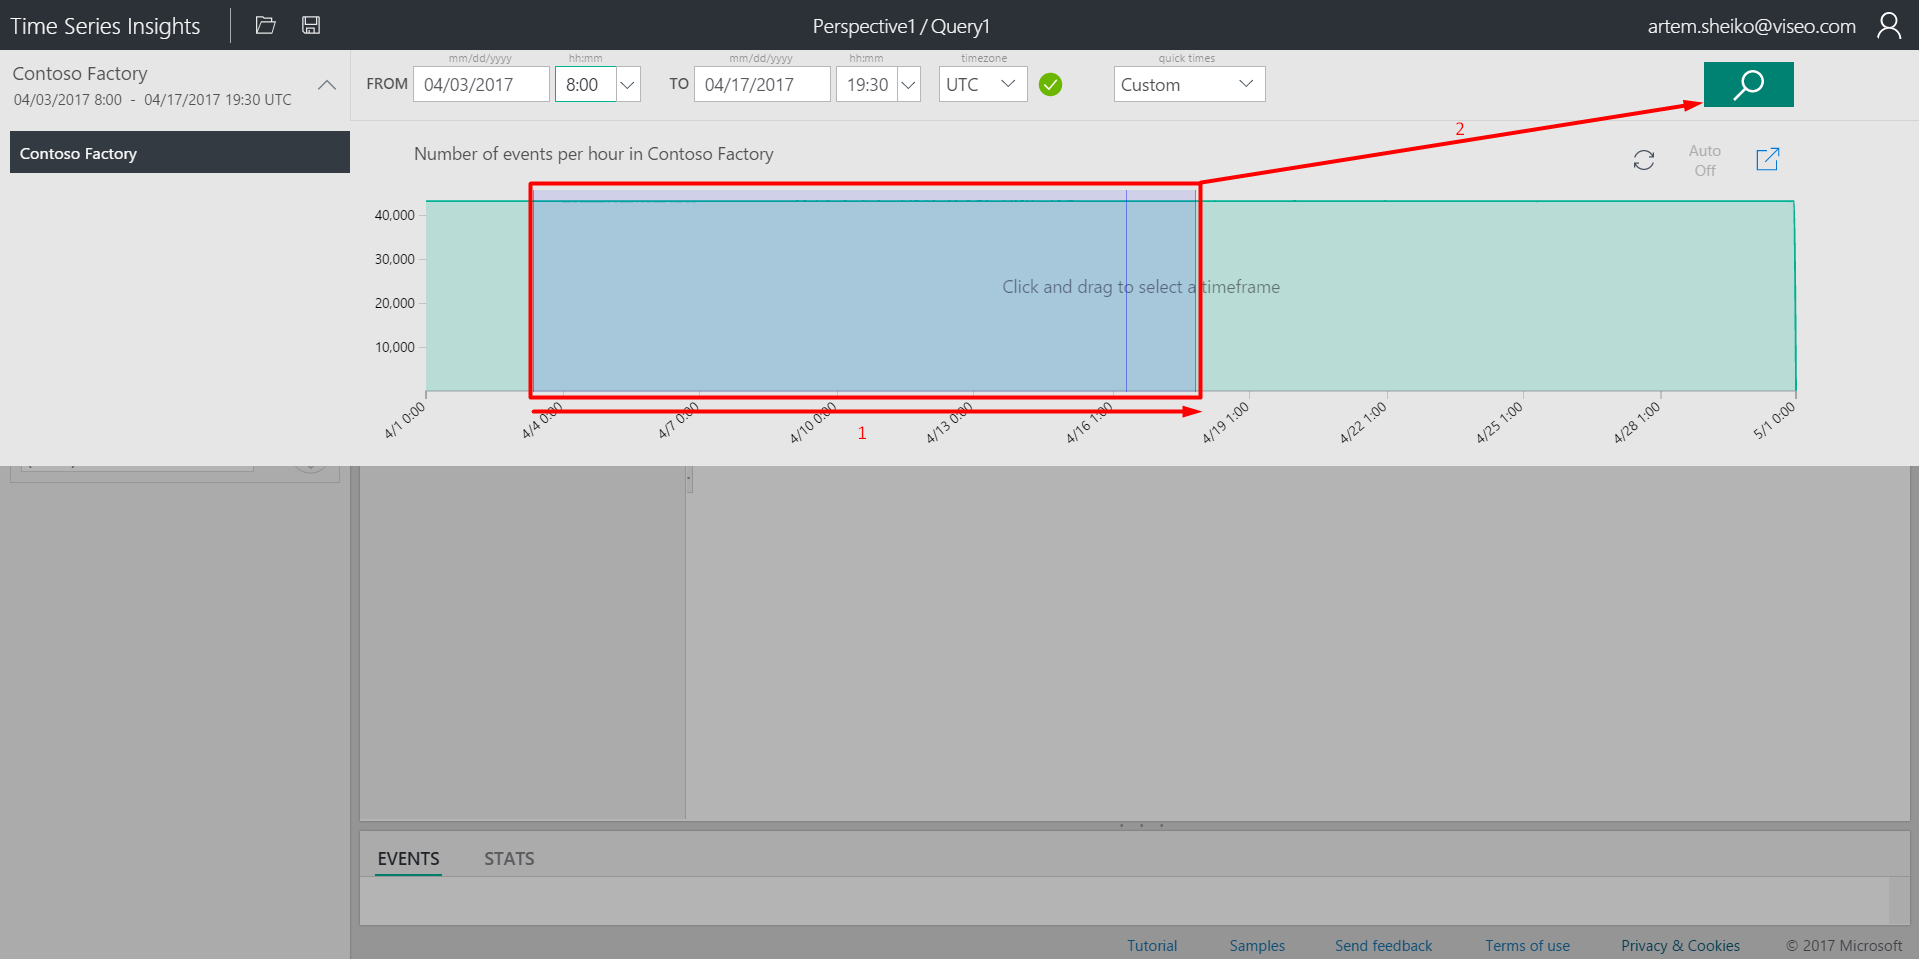 Time Series Insights
Perspective1 / Query1
artem.sheiko@viseo.com
Contoso Factory
04/03/2017 8:00 - 04/17/2017 19:30 UTC
Contoso Factory
mm/dd/yyyy hh:mm mm/dd/yyyy hh:mm timezone quick times
FROM 04/03/2017 8:00 TO 04/17/2017 19:30 UTC Custom
2
Number of events per hour in Contoso Factory
Auto
Off
40,000
30,000
20,000
10,000
Click and drag to select a timeframe
4/1 0:00 4/4 0:00 4/7 0:00 4/10 0:00 4/13 0:00 4/16 1:00 4/19 1:00 4/22 1:00 4/25 1:00 4/28 1:00 5/1 0:00
1
EVENTS STATS
Tutorial Samples Send feedback Terms of use Privacy & Cookies © 2017 Microsoft